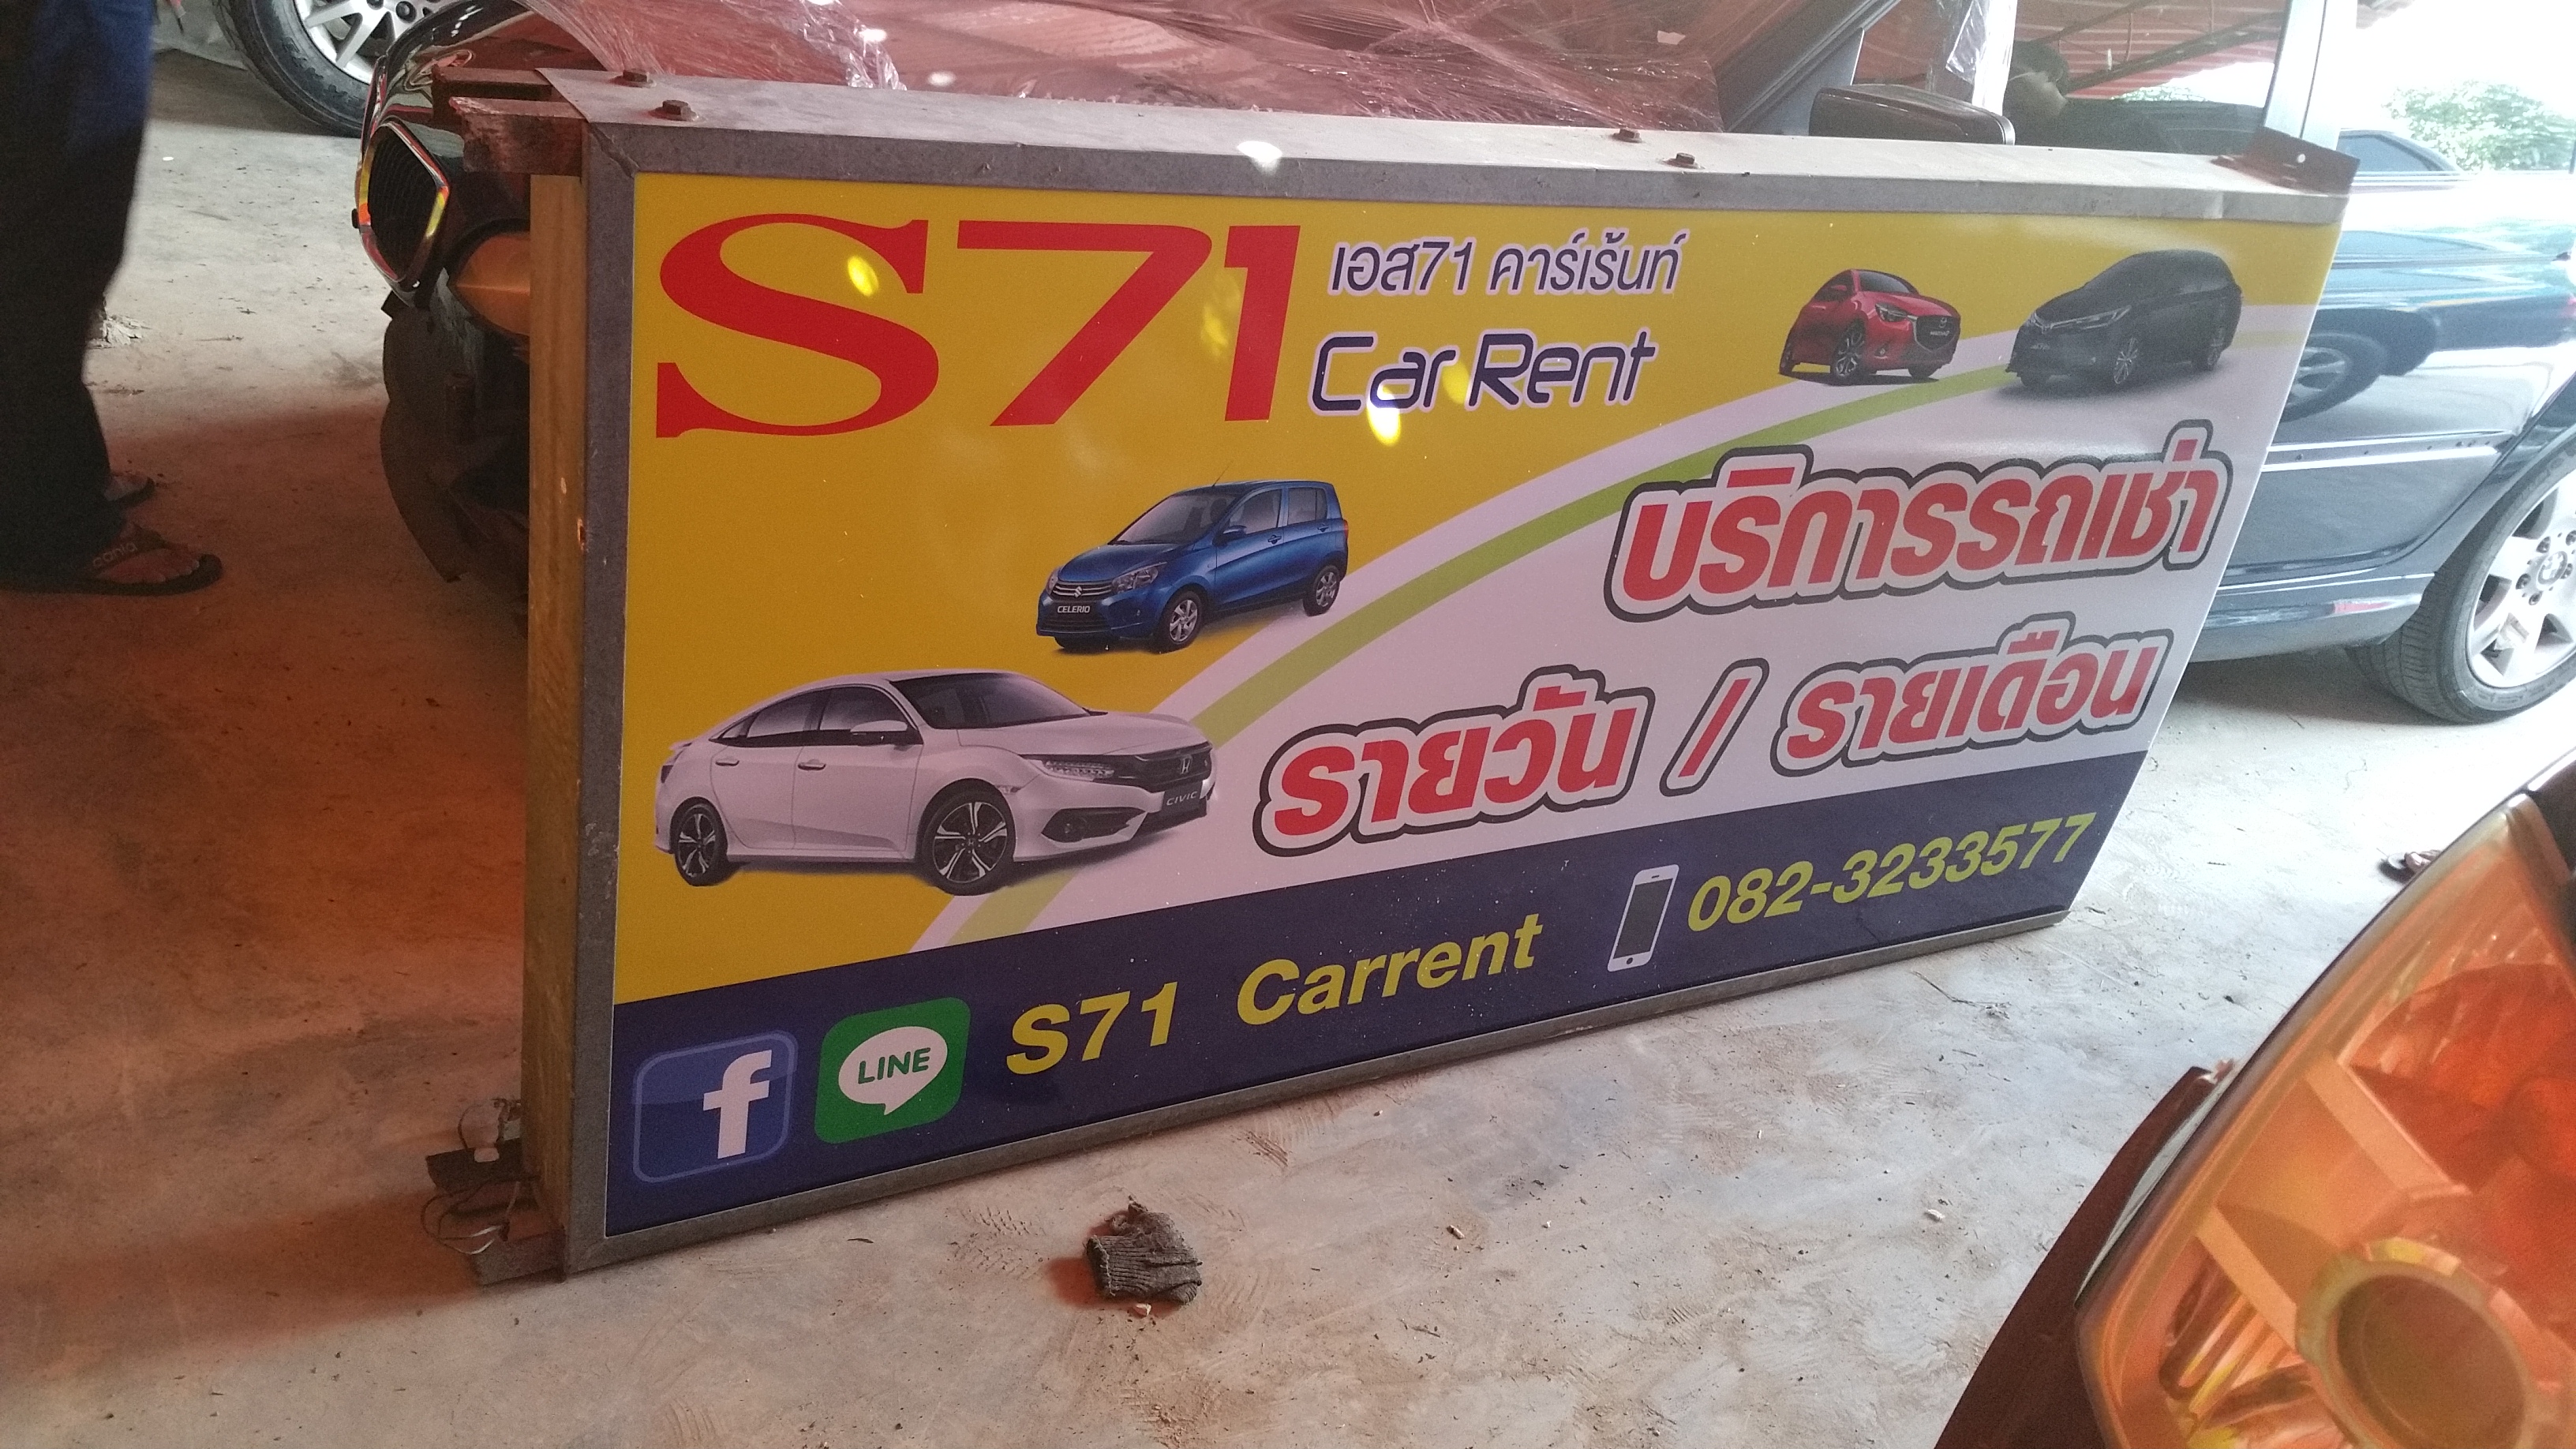 S71
เอส71 คาร์เร้นท์
Car Rent
บริการรถเช่า
รายวัน / รายเดือน
CELERIO
CIVIC
f LINE S71 Carrent 082-3233577